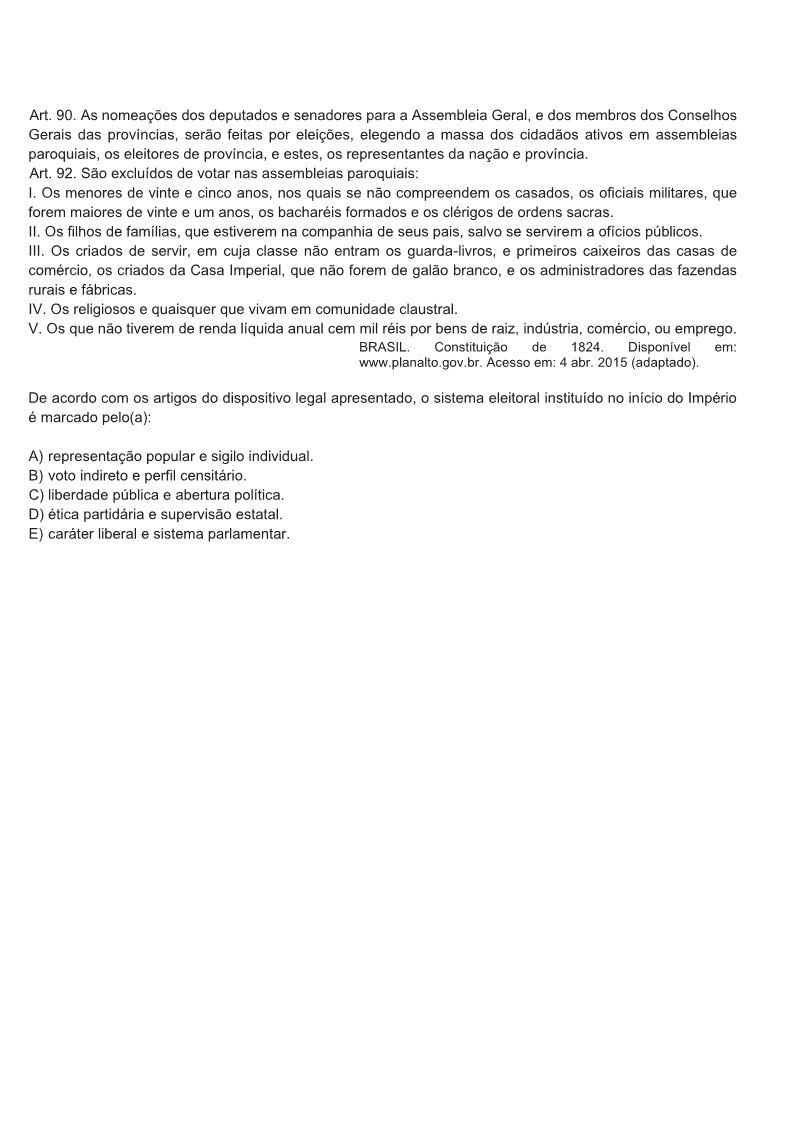 Art. 90. As nomeações dos deputados e senadores para a Assembleia Geral, e dos membros dos Conselhos
Gerais das províncias, serão feitas por eleições, elegendo a massa dos cidadãos ativos em assembleias
paroquiais, os eleitores de província, e estes, os representantes da nação e província.
Art. 92. São excluídos de votar nas assembleias paroquiais:
I. Os menores de vinte e cinco anos, nos quais se não compreendem os casados, os oficiais militares, que
forem maiores de vinte e um anos, os bacharéis formados e os clérigos de ordens sacras.
II. Os filhos de famílias, que estiverem na companhia de seus pais, salvo se servirem a ofícios públicos.
III. Os criados de servir, em cuja classe não entram os guarda-livros, e primeiros caixeiros das casas de
comércio, os criados da Casa Imperial, que não forem de galão branco, e os administradores das fazendas
rurais e fábricas.
IV. Os religiosos e quaisquer que vivam em comunidade claustral.
V. Os que não tiverem de renda líquida anual cem mil réis por bens de raiz, indústria, comércio, ou emprego.
BRASIL. Constituição de 1824. Disponível em:
www.planalto.gov.br. Acesso em: 4 abr. 2015 (adaptado).
De acordo com os artigos do dispositivo legal apresentado, o sistema eleitoral instituído no início do Império
é marcado pelo(a):
A) representação popular e sigilo individual.
B) voto indireto e perfil censitário.
C) liberdade pública e abertura política.
D) ética partidária e supervisão estatal.
E) caráter liberal e sistema parlamentar.